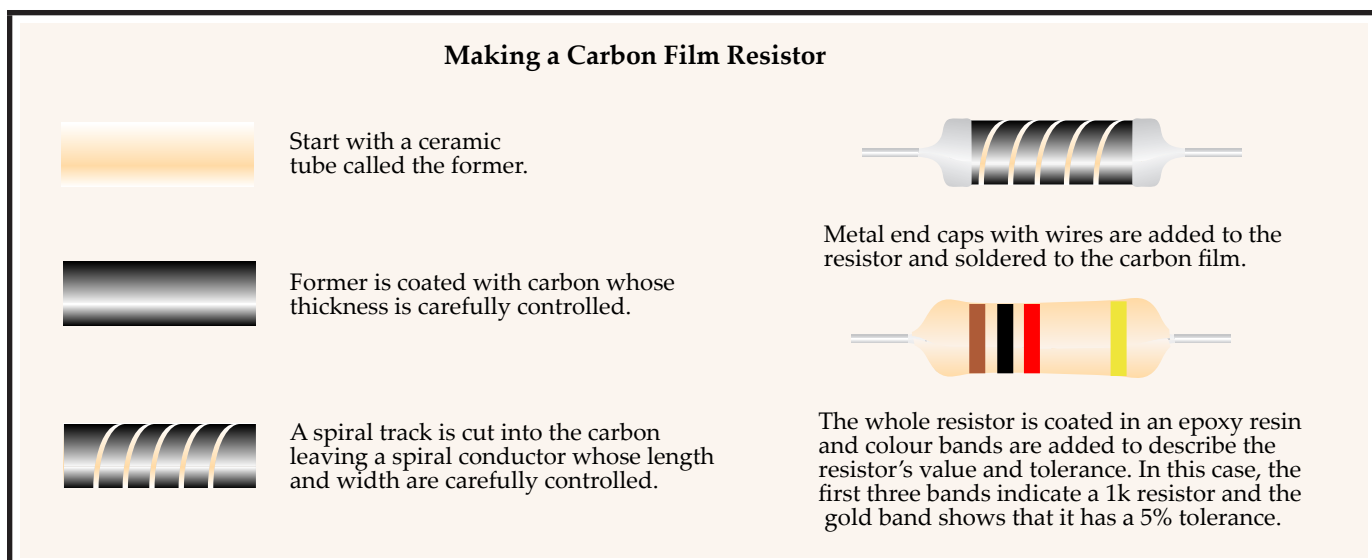 Making a Carbon Film Resistor
Start with a ceramic
tube called the former.
Former is coated with carbon whose
thickness is carefully controlled.
A spiral track is cut into the carbon
leaving a spiral conductor whose length
and width are carefully controlled.
Metal end caps with wires are added to the
resistor and soldered to the carbon film.
The whole resistor is coated in an epoxy resin
and colour bands are added to describe the
resistor’s value and tolerance. In this case, the
first three bands indicate a 1k resistor and the
gold band shows that it has a 5% tolerance.